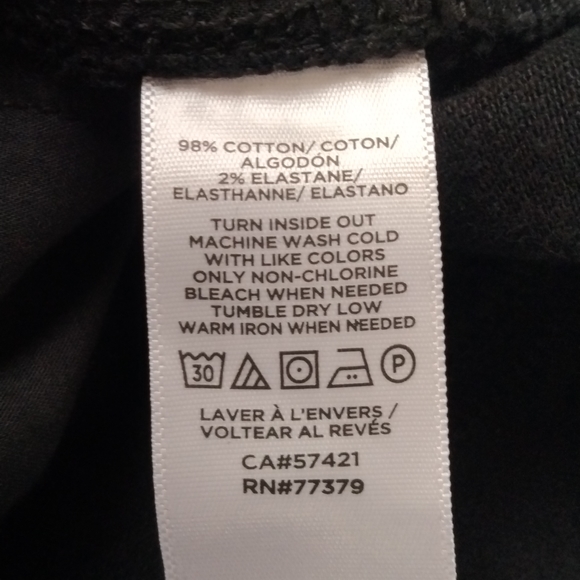 98% COTTON/ COTON/
ALGODÓN
2% ELASTANE/
ELASTHANNE/ ELASTANO
TURN INSIDE OUT
MACHINE WASH COLD
WITH LIKE COLORS
ONLY NON-CHLORINE
BLEACH WHEN NEEDED
TUMBLE DRY LOW
WARM IRON WHEN NEEDED
30 P
LAVER À L'ENVERS /
VOLTEAR AL REVÉS
CA#57421
RN#77379